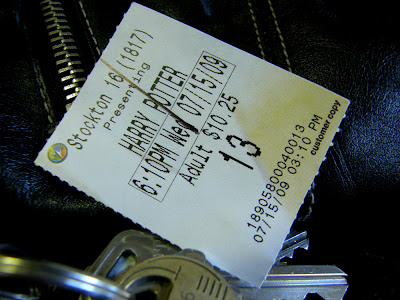 Stockton 16 (1817)
Presenting
HARRY POTTER
6:10PM Wed 07/15/09
Adult $10.25
13
18905890040013
07/15/09 03:10 PM
customer copy